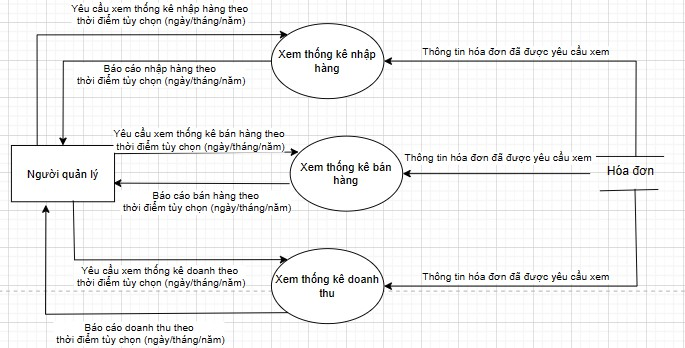 Yêu cầu xem thống kê nhập hàng theo
thời điểm tùy chọn (ngày/tháng/năm)
Xem thống kê nhập
hàng
Thông tin hóa đơn đã được yêu cầu xem
Báo cáo nhập hàng theo
thời điểm tùy chọn (ngày/tháng/năm)
Yêu cầu xem thống kê bán hàng theo
thời điểm tùy chọn (ngày/tháng/năm)
Người quản lý
Xem thống kê bán
hàng
Thông tin hóa đơn đã được yêu cầu xem
Hóa đơn
Báo cáo bán hàng theo
thời điểm tùy chọn (ngày/tháng/năm)
Yêu cầu xem thống kê doanh theo
thời điểm tùy chọn (ngày/tháng/năm)
Xem thống kê doanh
thu
Thông tin hóa đơn đã được yêu cầu xem
Báo cáo doanh thu theo
thời điểm tùy chọn (ngày/tháng/năm)